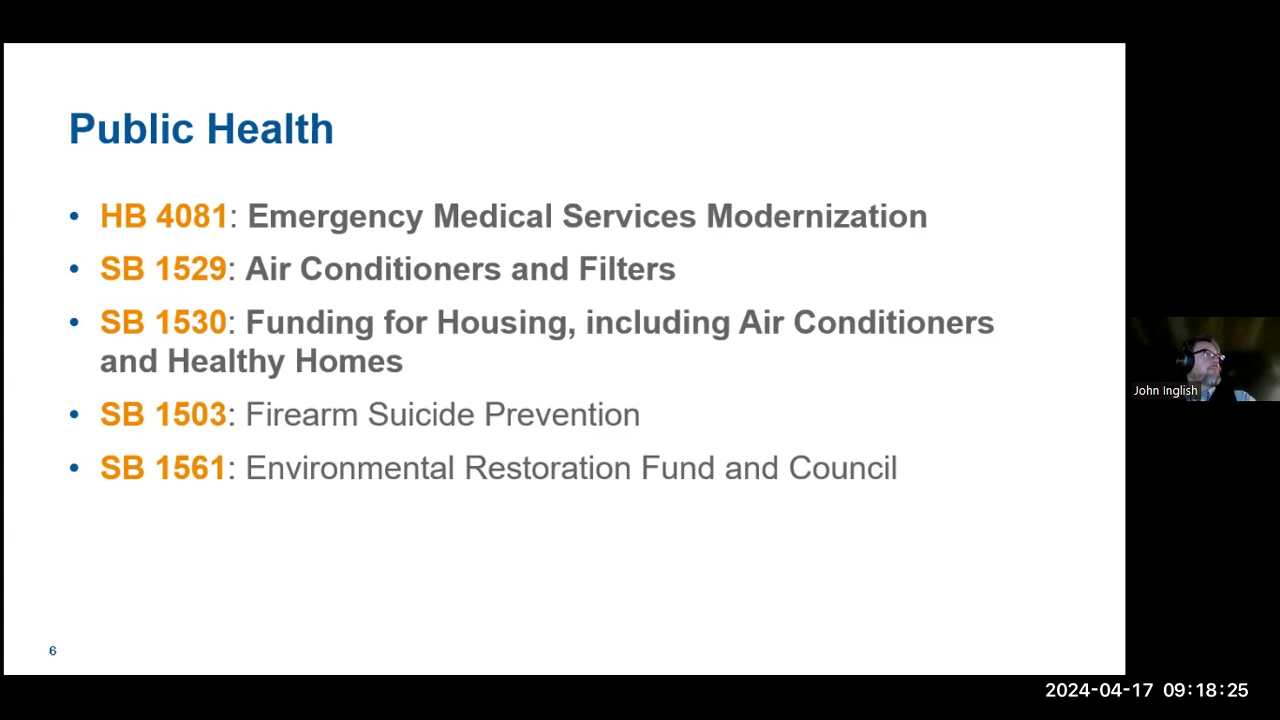 Public Health
• HB 4081: Emergency Medical Services Modernization
• SB 1529: Air Conditioners and Filters
• SB 1530: Funding for Housing, including Air Conditioners
and Healthy Homes
• SB 1503: Firearm Suicide Prevention
• SB 1561: Environmental Restoration Fund and Council
6
John Inglish
2024-04-17 09:18:25